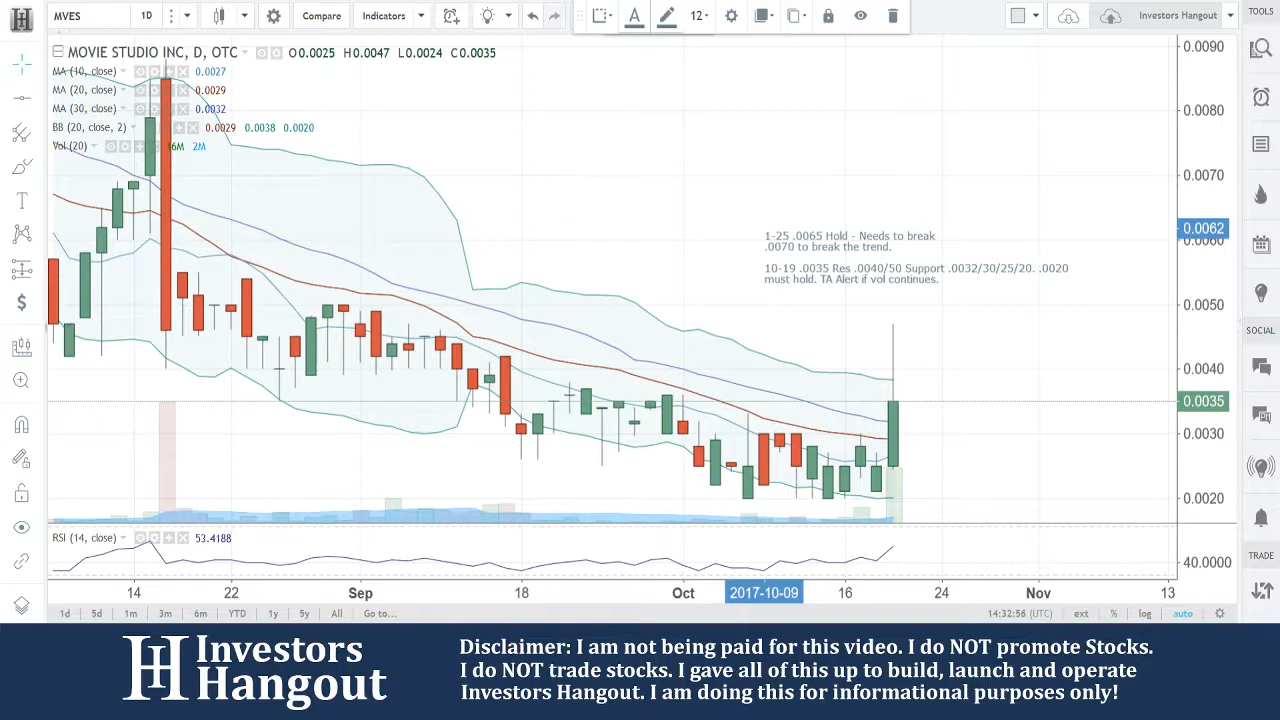 MVES 1D Compare Indicators 12 Investors Hangout TOOLS
MOVIE STUDIO INC, D, OTC O0.0025 H0.0047 L0.0024 C0.0035
MA (10, close) 0.0027
MA (20, close) 0.0029
MA (30, close) 0.0032
BB (20, close, 2) 0.0029 0.0038 0.0020
Vol (20) 2M
0.0090
0.0080
0.0070
0.0062
0.0060
0.0050
0.0040
0.0035
0.0030
0.0020
1-25 .0065 Hold - Needs to break
.0070 to break the trend.
10-19 .0035 Res .0040/50 Support .0032/30/25/20. .0020
must hold. TA Alert if vol continues.
SOCIAL
RSI (14, close) 53.4188
40.0000
TRADE
14 22 Sep 18 Oct 2017-10-09 16 24 Nov 13
1d 5d 1m 3m 6m YTD 1y 5y All Go to... 14:32:56 (UTC) ext % log auto
Investors
Hangout
Disclaimer: I am not being paid for this video. I do NOT promote Stocks.
I do NOT trade stocks. I gave all of this up to build, launch and operate
Investors Hangout. I am doing this for informational purposes only!